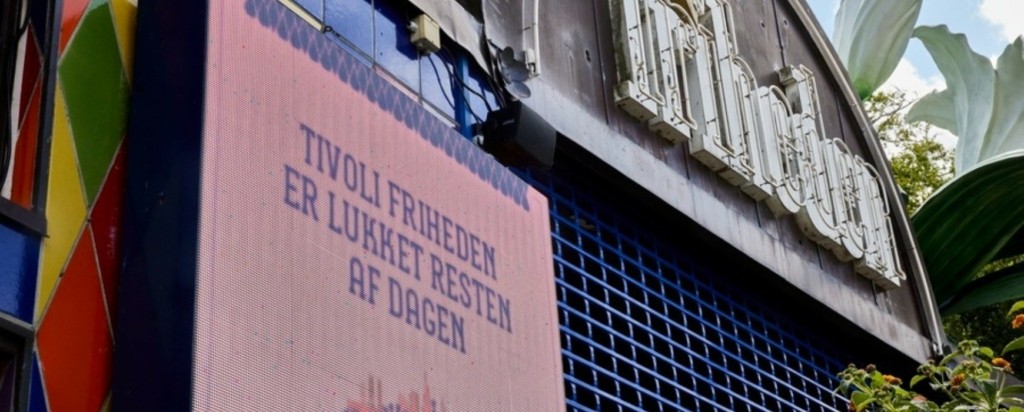 TIVOLI FRIHEDEN
ER LUKKET RESTEN
AF DAGEN